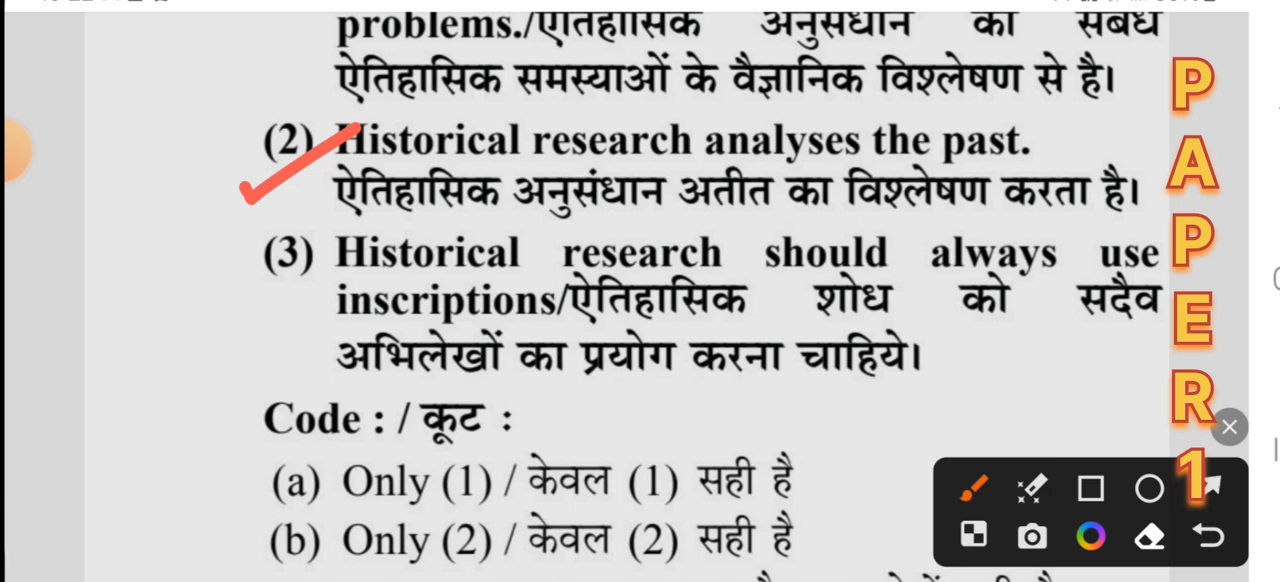 problems./ऐतिहासिक अनुसंधान का संबंध
ऐतिहासिक समस्याओं के वैज्ञानिक विश्लेषण से है।
(2) Historical research analyses the past.
ऐतिहासिक अनुसंधान अतीत का विश्लेषण करता है।
(3) Historical research should always use
inscriptions/ऐतिहासिक शोध को सदैव
अभिलेखों का प्रयोग करना चाहिये।
Code : / कूट :
(a) Only (1) / केवल (1) सही है
(b) Only (2) / केवल (2) सही है
PAPER 1